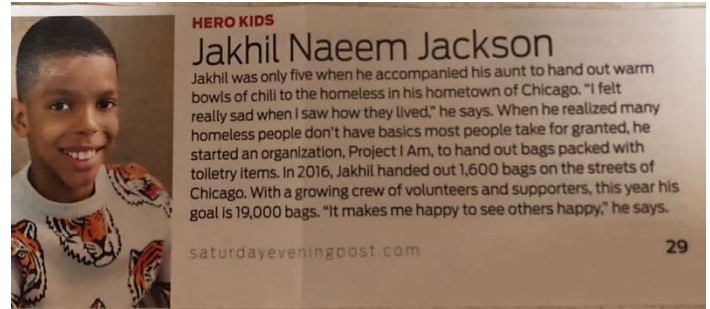 HERO KIDS
Jakhil Naeem Jackson
Jakhil was only five when he accompanied his aunt to hand out warm
bowls of chili to the homeless in his hometown of Chicago. “I felt
really sad when I saw how they lived,” he says. When he realized many
homeless people don’t have basics most people take for granted, he
started an organization, Project I Am, to hand out bags packed with
toiletry items. In 2016, Jakhil handed out 1,600 bags on the streets of
Chicago. With a growing crew of volunteers and supporters, this year his
goal is 19,000 bags. “It makes me happy to see others happy,” he says.
saturdayeveningpost.com 29